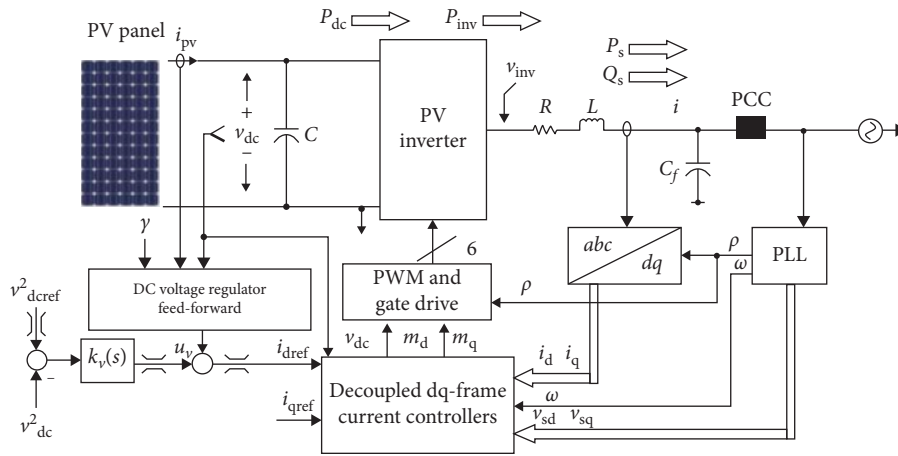 P_dc
P_inv
PV panel
i_pv
P_s
Q_s
v_inv
PV
inverter
R
L
i
PCC
+
v_dc
−
C
C_f
γ
6
abc
dq
ρ
ω
PLL
v²_dcref
DC voltage regulator
feed-forward
PWM and
gate drive
ρ
v_dc
m_d
m_q
k_v(s)
u_v
i_dref
−
v²_dc
i_qref
Decoupled dq-frame
current controllers
i_d i_q
ω
v_sd v_sq